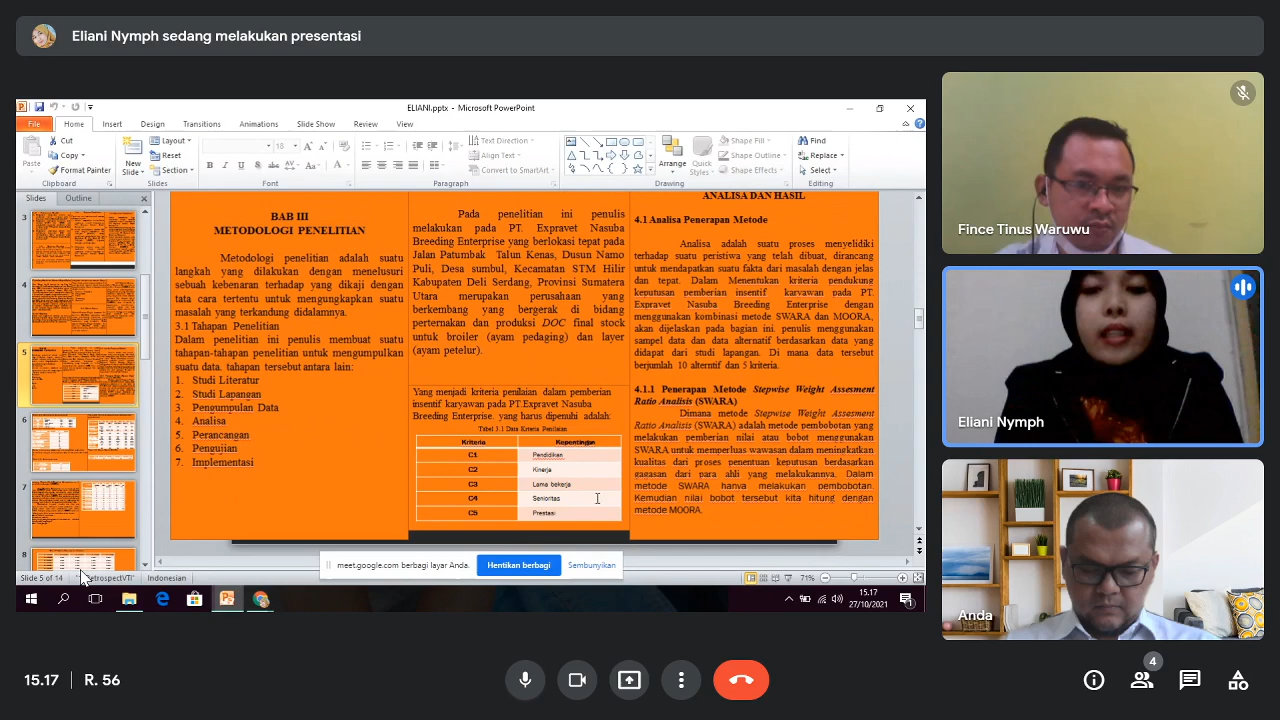 Eliani Nymph sedang melakukan presentasi
ELIANI.pptx - Microsoft PowerPoint
File
Home
Insert
Design
Transitions
Animations
Slide Show
Review
View
Paste
Cut
Copy
Format Painter
Clipboard
New
Slide
Layout
Reset
Section
Slides
18
Font
Text Direction
Align Text
Convert to SmartArt
Paragraph
Arrange
Quick
Styles
Shape Fill
Shape Outline
Shape Effects
Drawing
Find
Replace
Select
Editing
Slides
Outline
3
4
5
6
7
8
BAB III
METODOLOGI PENELITIAN
Metodologi penelitian adalah suatu
langkah yang dilakukan dengan menelusuri
sebuah kebenaran terhadap yang dikaji dengan
tata cara tertentu untuk mengungkapkan suatu
masalah yang terkandung didalamnya.
3.1 Tahapan Penelitian
Dalam penelitian ini penulis membuat suatu
tahapan-tahapan penelitian untuk mengumpulkan
suatu data. tahapan tersebut antara lain:
1. Studi Literatur
2. Studi Lapangan
3. Pengumpulan Data
4. Analisa
5. Perancangan
6. Pengujian
7. Implementasi
Pada penelitian ini penulis
melakukan pada PT. Expravet Nasuba
Breeding Enterprise yang berlokasi tepat pada
Jalan Patumbak Talun Kenas, Dusun Namo
Puli, Desa sumbul, Kecamatan STM Hilir
Kabupaten Deli Serdang, Provinsi Sumatera
Utara merupakan perusahaan yang
berkembang yang bergerak di bidang
perternakan dan produksi DOC final stock
untuk broiler (ayam pedaging) dan layer
(ayam petelur).
Yang menjadi kriteria penilaian dalam pemberian
insentif karyawan pada PT.Expravet Nasuba
Breeding Enterprise. yang harus dipenuhi adalah:
Tabel 3.1 Data Kriteria Penilaian
Kriteria Kepentingan
C1 Pendidikan
C2 Kinerja
C3 Lama bekerja
C4 Senioritas
C5 Prestasi
ANALISA DAN HASIL
4.1 Analisa Penerapan Metode
Analisa adalah suatu proses menyelidiki
terhadap suatu peristiwa yang telah dibuat, dirancang
untuk mendapatkan suatu fakta dari masalah dengan jelas
dan tepat. Dalam Menentukan kriteria pendukung
keputusan pemberian insentif karyawan pada PT.
Expravet Nasuba Breeding Enterprise dengan
menggunakan kombinasi metode SWARA dan MOORA,
akan dijelaskan pada bagian ini. penulis menggunakan
sampel data dan data alternatif berdasarkan data yang
didapat dari studi lapangan. Di mana data tersebut
berjumlah 10 alterntif dan 5 kriteria.
4.1.1 Penerapan Metode Stepwise Weight Assesment
Ratio Analysis (SWARA)
Dimana metode Stepwise Weight Assesment
Ratio Analysis (SWARA) adalah metode pembobotan yang
melakukan pemberian nilai atau bobot menggunakan
SWARA untuk memperluas wawasan dalam meningkatkan
kualitas dari proses penentuan keputusan berdasarkan
gagasan dari para ahli yang melakukannya. Dalam
metode SWARA hanya melakukan pembobotan.
Kemudian nilai bobot tersebut kita hitung dengan
metode MOORA.
meet.google.com berbagi layar Anda.
Hentikan berbagi
Sembunyikan
Slide 5 of 14
etrospectVTI"
Indonesian
71%
15.17
27/10/2021
Fince Tinus Waruwu
Eliani Nymph
Anda
15.17 | R. 56
4